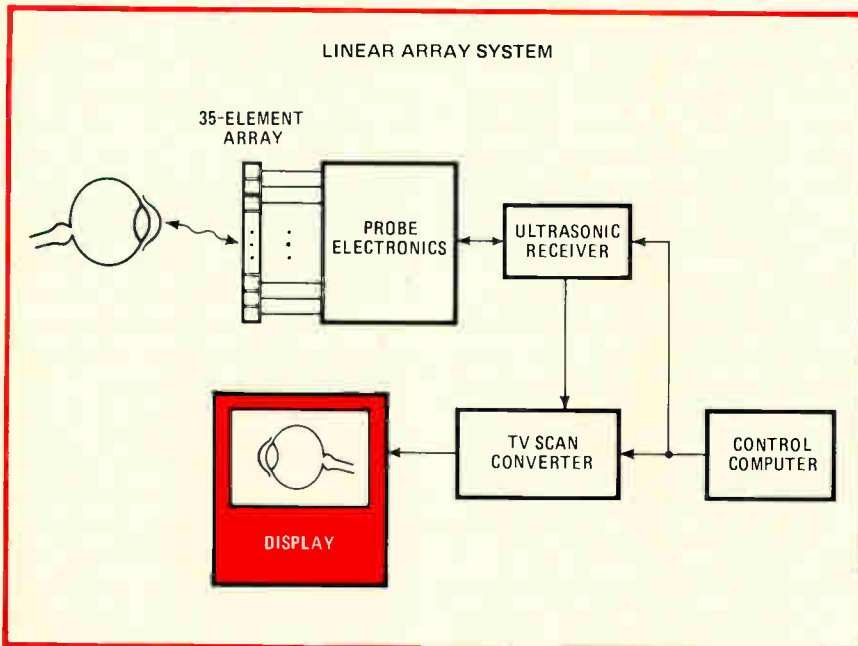 LINEAR ARRAY SYSTEM
35-ELEMENT
ARRAY
PROBE
ELECTRONICS
ULTRASONIC
RECEIVER
TV SCAN
CONVERTER
CONTROL
COMPUTER
DISPLAY